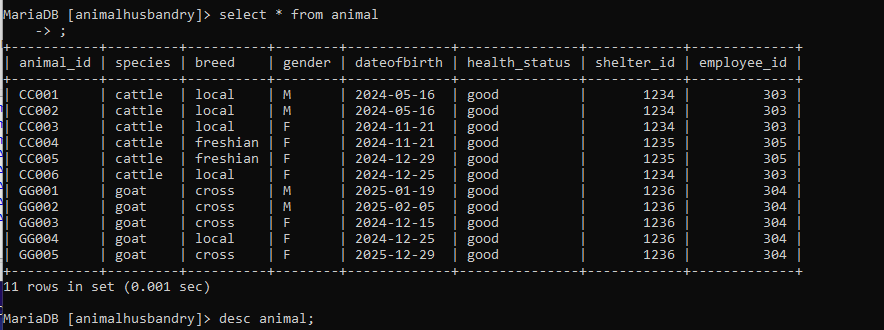 MariaDB [animalhusbandry]> select * from animal
    -> ;
+-----------+---------+----------+--------+-------------+---------------+------------+-------------+
| animal_id | species | breed    | gender | dateofbirth | health_status | shelter_id | employee_id |
+-----------+---------+----------+--------+-------------+---------------+------------+-------------+
| CC001     | cattle  | local    | M      | 2024-05-16  | good          |       1234 |         303 |
| CC002     | cattle  | local    | M      | 2024-05-16  | good          |       1234 |         303 |
| CC003     | cattle  | local    | F      | 2024-11-21  | good          |       1234 |         303 |
| CC004     | cattle  | freshian | F      | 2024-11-21  | good          |       1235 |         305 |
| CC005     | cattle  | freshian | F      | 2024-12-29  | good          |       1235 |         305 |
| CC006     | cattle  | local    | F      | 2024-12-25  | good          |       1234 |         303 |
| GG001     | goat    | cross    | M      | 2025-01-19  | good          |       1236 |         304 |
| GG002     | goat    | cross    | M      | 2025-02-05  | good          |       1236 |         304 |
| GG003     | goat    | cross    | F      | 2024-12-15  | good          |       1236 |         304 |
| GG004     | goat    | local    | F      | 2024-12-25  | good          |       1236 |         304 |
| GG005     | goat    | cross    | F      | 2025-12-29  | good          |       1236 |         304 |
+-----------+---------+----------+--------+-------------+---------------+------------+-------------+
11 rows in set (0.001 sec)
MariaDB [animalhusbandry]> desc animal;